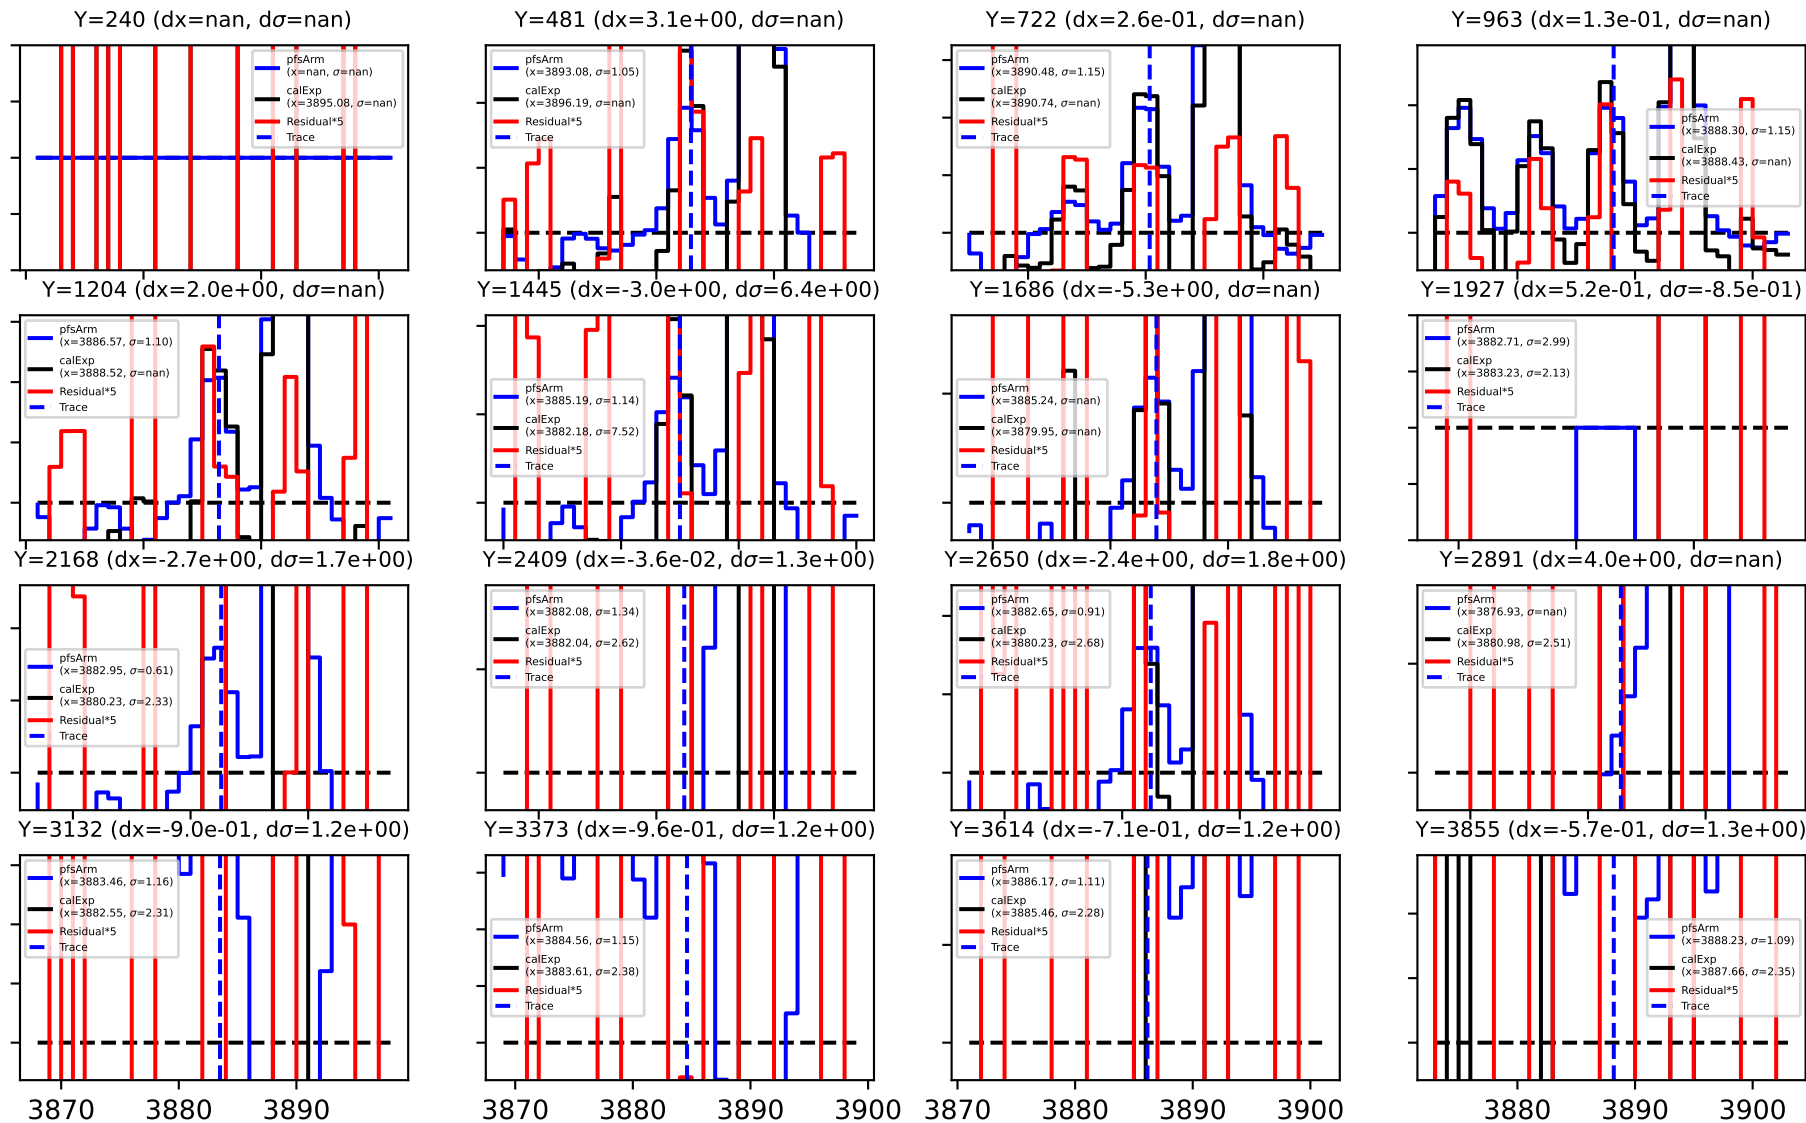 Y=240 (dx=nan, dσ=nan)
pfsArm
(x=nan, σ=nan)
calExp
(x=3895.08, σ=nan)
Residual*5
Trace
Y=481 (dx=3.1e+00, dσ=nan)
pfsArm
(x=3893.08, σ=1.05)
calExp
(x=3896.19, σ=nan)
Residual*5
Trace
Y=722 (dx=2.6e-01, dσ=nan)
pfsArm
(x=3890.48, σ=1.15)
calExp
(x=3890.74, σ=nan)
Residual*5
Trace
Y=963 (dx=1.3e-01, dσ=nan)
pfsArm
(x=3888.30, σ=1.15)
calExp
(x=3888.43, σ=nan)
Residual*5
Trace
Y=1204 (dx=2.0e+00, dσ=nan)
pfsArm
(x=3886.57, σ=1.10)
calExp
(x=3888.52, σ=nan)
Residual*5
Trace
Y=1445 (dx=-3.0e+00, dσ=6.4e+00)
pfsArm
(x=3885.19, σ=1.14)
calExp
(x=3882.18, σ=7.52)
Residual*5
Trace
Y=1686 (dx=-5.3e+00, dσ=nan)
pfsArm
(x=3885.24, σ=nan)
calExp
(x=3879.95, σ=nan)
Residual*5
Trace
Y=1927 (dx=5.2e-01, dσ=-8.5e-01)
pfsArm
(x=3882.71, σ=2.99)
calExp
(x=3883.23, σ=2.13)
Residual*5
Trace
Y=2168 (dx=-2.7e+00, dσ=1.7e+00)
pfsArm
(x=3882.95, σ=0.61)
calExp
(x=3880.23, σ=2.33)
Residual*5
Trace
Y=2409 (dx=-3.6e-02, dσ=1.3e+00)
pfsArm
(x=3882.08, σ=1.34)
calExp
(x=3882.04, σ=2.62)
Residual*5
Trace
Y=2650 (dx=-2.4e+00, dσ=1.8e+00)
pfsArm
(x=3882.65, σ=0.91)
calExp
(x=3880.23, σ=2.68)
Residual*5
Trace
Y=2891 (dx=4.0e+00, dσ=nan)
pfsArm
(x=3876.93, σ=nan)
calExp
(x=3880.98, σ=2.51)
Residual*5
Trace
Y=3132 (dx=-9.0e-01, dσ=1.2e+00)
pfsArm
(x=3883.46, σ=1.16)
calExp
(x=3882.55, σ=2.31)
Residual*5
Trace
Y=3373 (dx=-9.6e-01, dσ=1.2e+00)
pfsArm
(x=3884.56, σ=1.15)
calExp
(x=3883.61, σ=2.38)
Residual*5
Trace
Y=3614 (dx=-7.1e-01, dσ=1.2e+00)
pfsArm
(x=3886.17, σ=1.11)
calExp
(x=3885.46, σ=2.28)
Residual*5
Trace
Y=3855 (dx=-5.7e-01, dσ=1.3e+00)
pfsArm
(x=3888.23, σ=1.09)
calExp
(x=3887.66, σ=2.35)
Residual*5
Trace
3870 3880 3890
3870 3880 3890 3900
3870 3880 3890 3900
3880 3890 3900